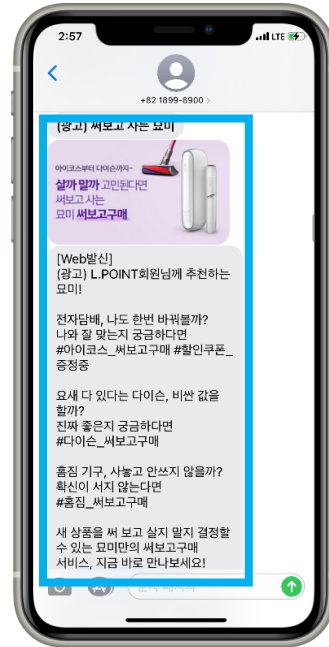 2:57
LTE
+82 1899-8900 >
(광고) 써보고 사는 묘미
아이코스부터 다이슨까지-
살까 말까 고민된다면
써보고 사는
묘미 써보고구매
[Web발신]
(광고) L.POINT회원님께 추천하는
묘미!
전자담배, 나도 한번 바꿔볼까?
나와 잘 맞는지 궁금하다면
#아이코스_써보고구매 #할인쿠폰_
증정중
요새 다 있다는 다이슨, 비싼 값을
할까?
진짜 좋은지 궁금하다면
#다이슨_써보고구매
홈짐 기구, 사놓고 안쓰지 않을까?
확신이 서지 않는다면
#홈짐_써보고구매
새 상품을 써 보고 살지 말지 결정할
수 있는 묘미만의 써보고구매
서비스, 지금 바로 만나보세요!
문자 메시지